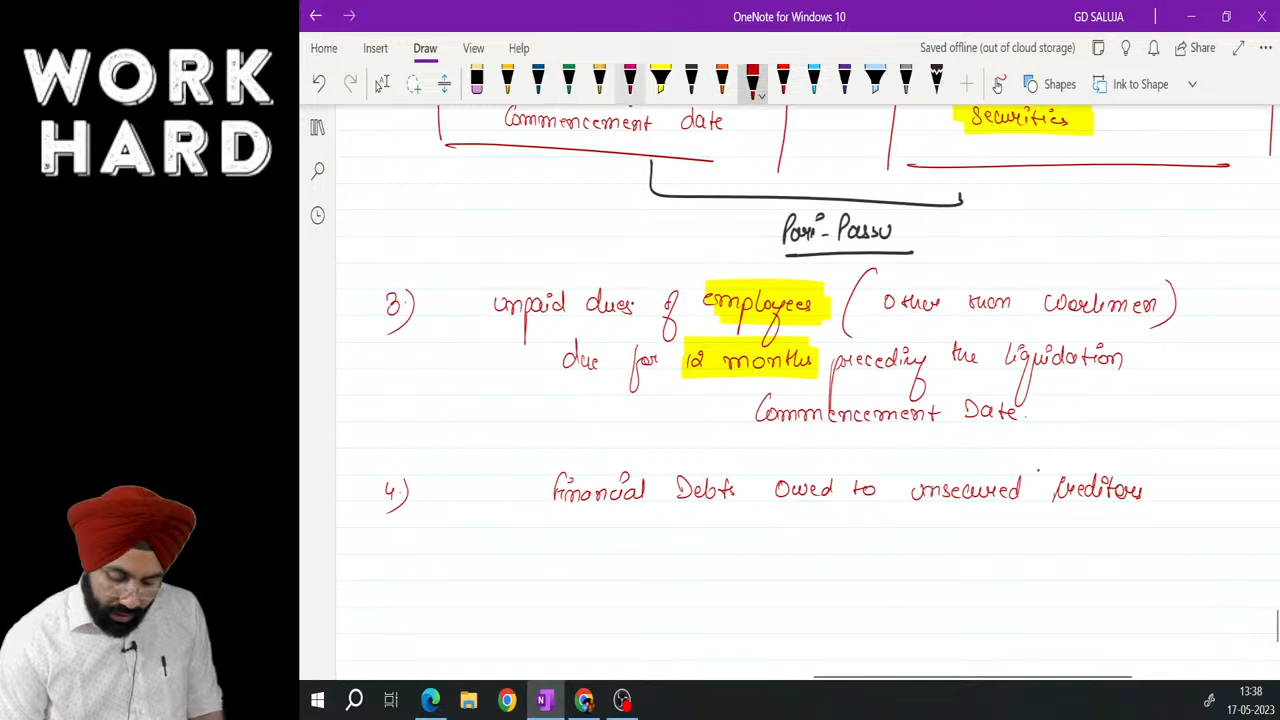 WORK
HARD
OneNote for Windows 10
GD SALUJA
Home Insert Draw View Help
Saved offline (out of cloud storage)
Share
Shapes
Ink to Shape
Commencement date
Securities
Pari-Passu
3.) unpaid dues of employees (Other than workmen)
due for 12 months preceding the liquidation
Commencement Date.
4.) financial Debts Owed to unsecured Creditors
13:38
17-05-2023